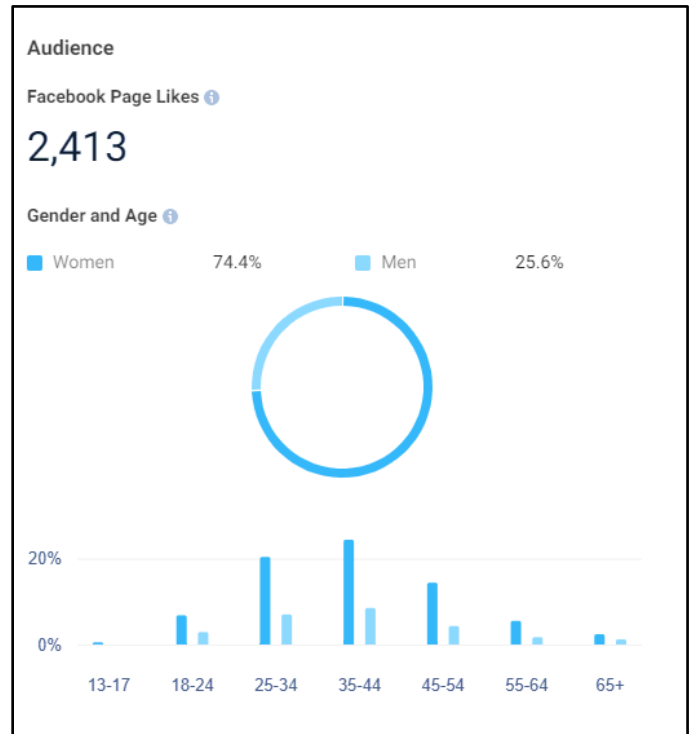 Audience
Facebook Page Likes
2,413
Gender and Age
Women 74.4% Men 25.6%
20%
0%
13-17 18-24 25-34 35-44 45-54 55-64 65+